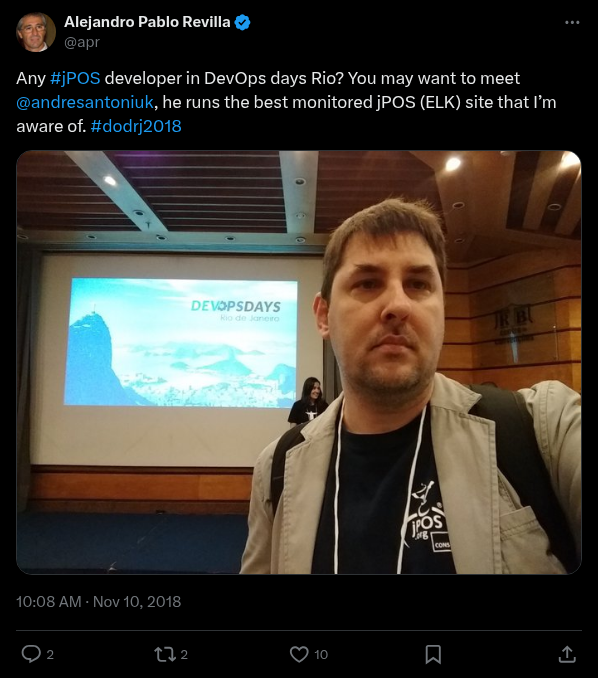 Alejandro Pablo Revilla
@apr
Any #jPOS developer in DevOps days Rio? You may want to meet
@andresantoniuk, he runs the best monitored jPOS (ELK) site that I’m
aware of. #dodrj2018
DEVOPSDAYS
Rio de Janeiro
jPOS
.org
CONS
10:08 AM · Nov 10, 2018
2
2
10